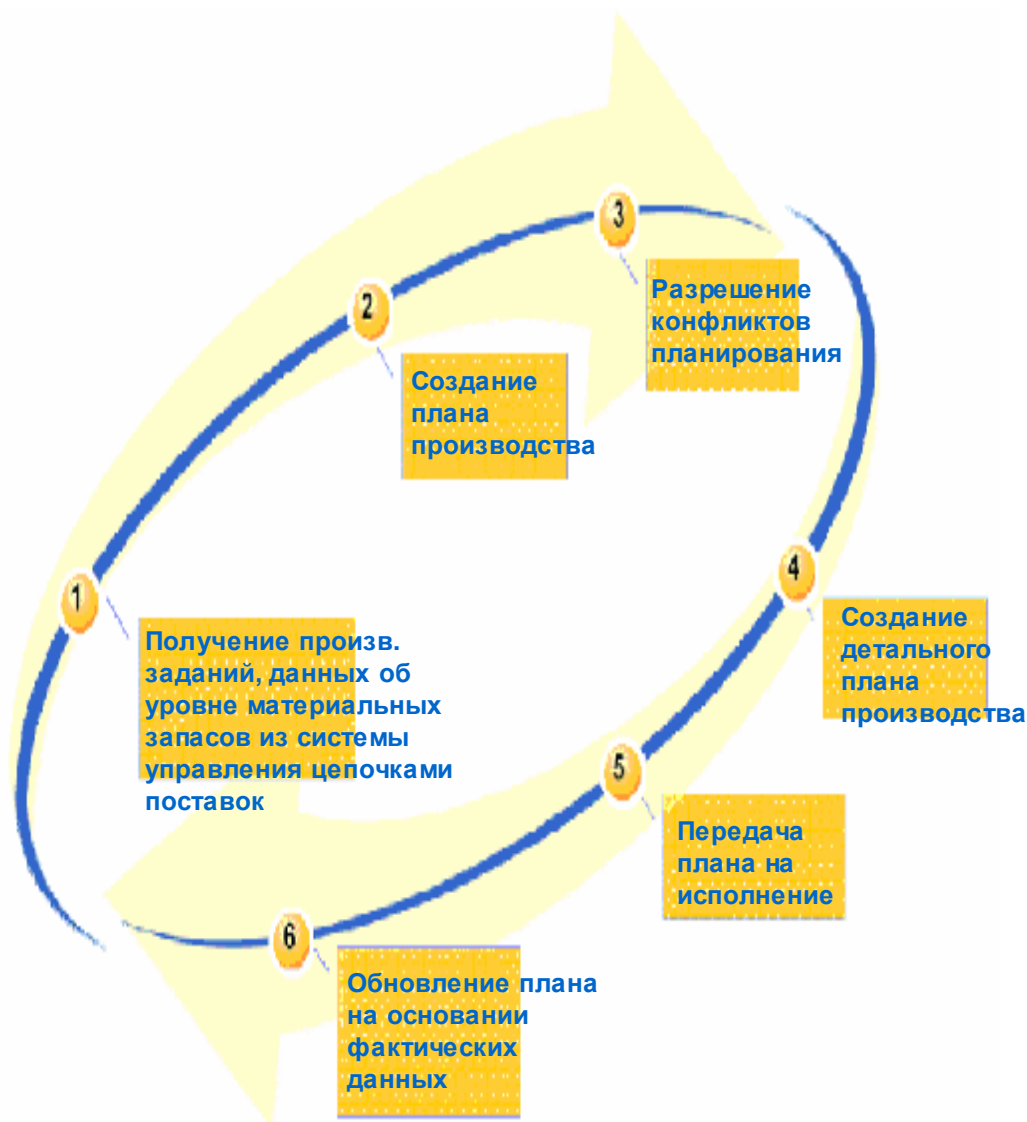 1
Получение произв.
заданий, данных об
уровне материальных
запасов из системы
управления цепочками
поставок
2
Создание
плана
производства
3
Разрешение
конфликтов
планирования
4
Создание
детального
плана
производства
5
Передача
плана на
исполнение
6
Обновление плана
на основании
фактических
данных